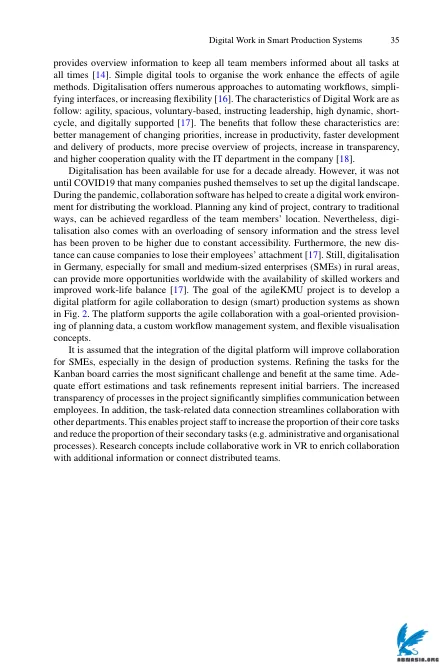 Digital Work in Smart Production Systems 35
provides overview information to keep all team members informed about all tasks at
all times [14]. Simple digital tools to organise the work enhance the effects of agile
methods. Digitalisation offers numerous approaches to automating workflows, simpli-
fying interfaces, or increasing flexibility [16]. The characteristics of Digital Work are as
follow: agility, spacious, voluntary-based, instructing leadership, high dynamic, short-
cycle, and digitally supported [17]. The benefits that follow these characteristics are:
better management of changing priorities, increase in productivity, faster development
and delivery of products, more precise overview of projects, increase in transparency,
and higher cooperation quality with the IT department in the company [18].
Digitalisation has been available for use for a decade already. However, it was not
until COVID19 that many companies pushed themselves to set up the digital landscape.
During the pandemic, collaboration software has helped to create a digital work environ-
ment for distributing the workload. Planning any kind of project, contrary to traditional
ways, can be achieved regardless of the team members' location. Nevertheless, digi-
talisation also comes with an overloading of sensory information and the stress level
has been proven to be higher due to constant accessibility. Furthermore, the new dis-
tance can cause companies to lose their employees' attachment [17]. Still, digitalisation
in Germany, especially for small and medium-sized enterprises (SMEs) in rural areas,
can provide more opportunities worldwide with the availability of skilled workers and
improved work-life balance [17]. The goal of the agileKMU project is to develop a
digital platform for agile collaboration to design (smart) production systems as shown
in Fig. 2. The platform supports the agile collaboration with a goal-oriented provision-
ing of planning data, a custom workflow management system, and flexible visualisation
concepts.
It is assumed that the integration of the digital platform will improve collaboration
for SMEs, especially in the design of production systems. Refining the tasks for the
Kanban board carries the most significant challenge and benefit at the same time. Ade-
quate effort estimations and task refinements represent initial barriers. The increased
transparency of processes in the project significantly simplifies communication between
employees. In addition, the task-related data connection streamlines collaboration with
other departments. This enables project staff to increase the proportion of their core tasks
and reduce the proportion of their secondary tasks (e.g. administrative and organisational
processes). Research concepts include collaborative work in VR to enrich collaboration
with additional information or connect distributed teams.